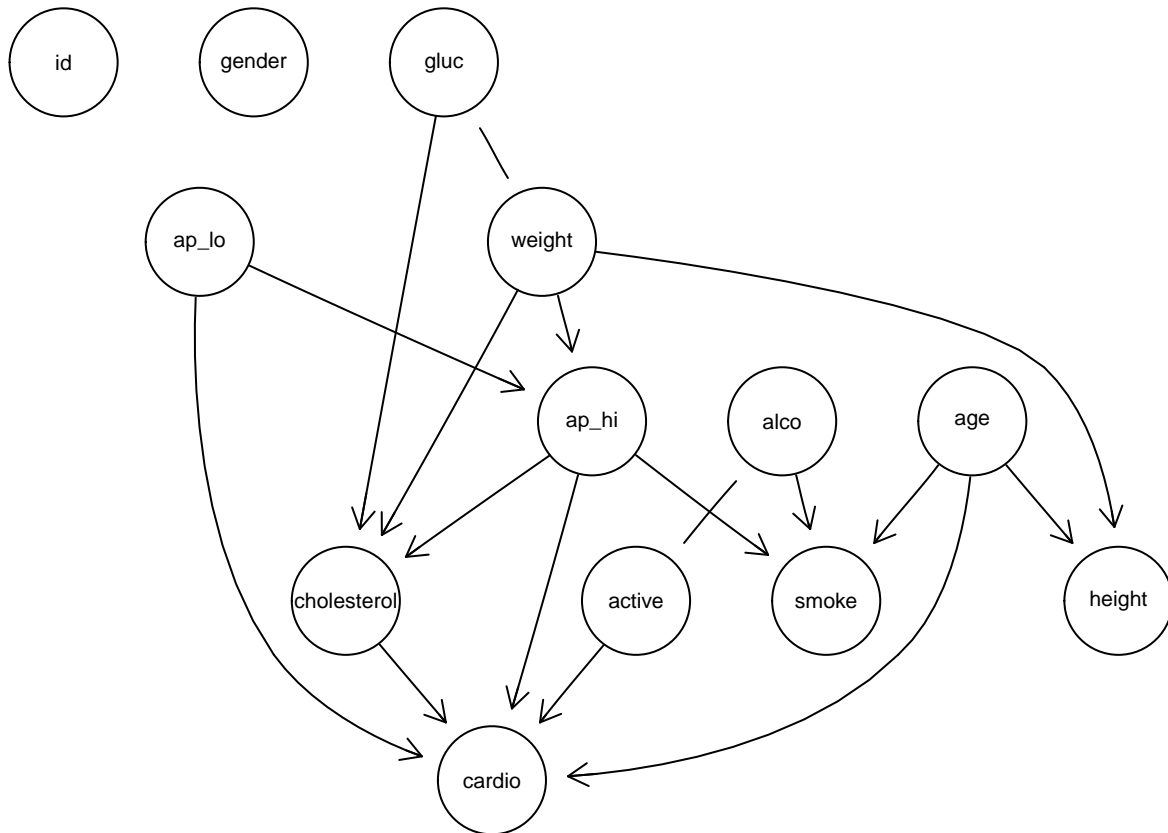 id
gender
gluc
ap_lo
weight
ap_hi
alco
age
cholesterol
active
smoke
height
cardio